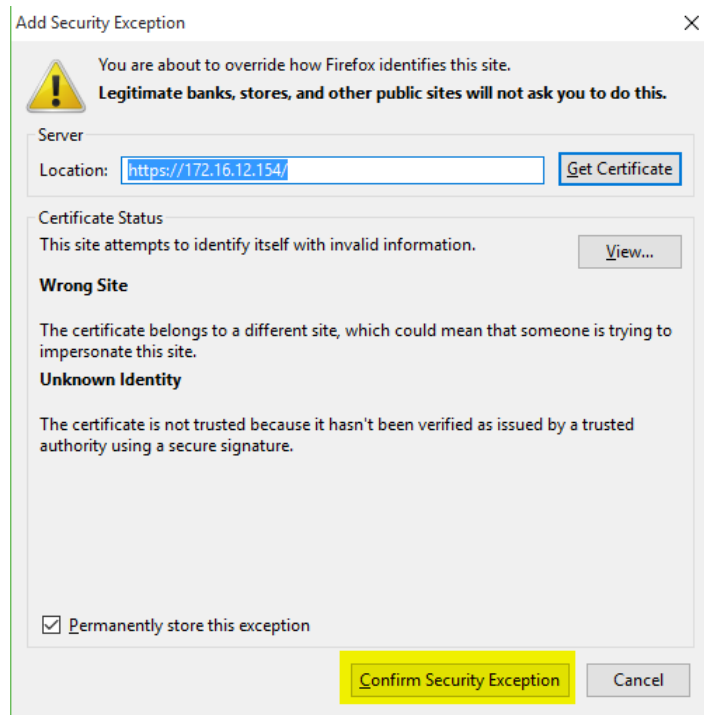 Add Security Exception
You are about to override how Firefox identifies this site.
Legitimate banks, stores, and other public sites will not ask you to do this.
Server
Location: https://172.16.12.154/ Get Certificate
Certificate Status
This site attempts to identify itself with invalid information. View...
Wrong Site
The certificate belongs to a different site, which could mean that someone is trying to
impersonate this site.
Unknown Identity
The certificate is not trusted because it hasn't been verified as issued by a trusted
authority using a secure signature.
Permanently store this exception
Confirm Security Exception Cancel